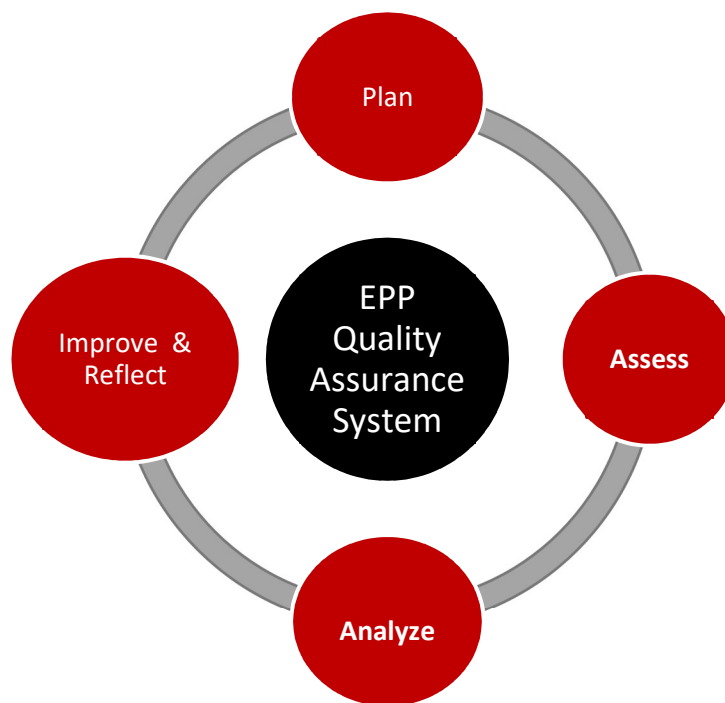 Plan
EPP
Quality
Assurance
System
Improve & 
Reflect
Assess
Analyze